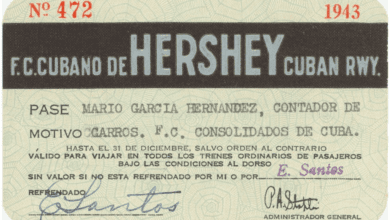 Nº 472 1943
F.C. CUBANO DE HERSHEY CUBAN RWY.
PASE MARIO GARCIA HERNANDEZ, CONTADOR DE
MOTIVO CARROS. F.C. CONSOLIDADOS DE CUBA.
HASTA EL 31 DE DICIEMBRE, SALVO ORDEN AL CONTRARIO
VÁLIDO PARA VIAJAR EN TODOS LOS TRENES ORDINARIOS DE PASAJEROS
BAJO LAS CONDICIONES AL DORSO
SIN VALOR SI NO ESTA REFRENDADO POR MI O POR E. Santos
REFRENDADO
E Santos
ADMINISTRADOR GENERAL